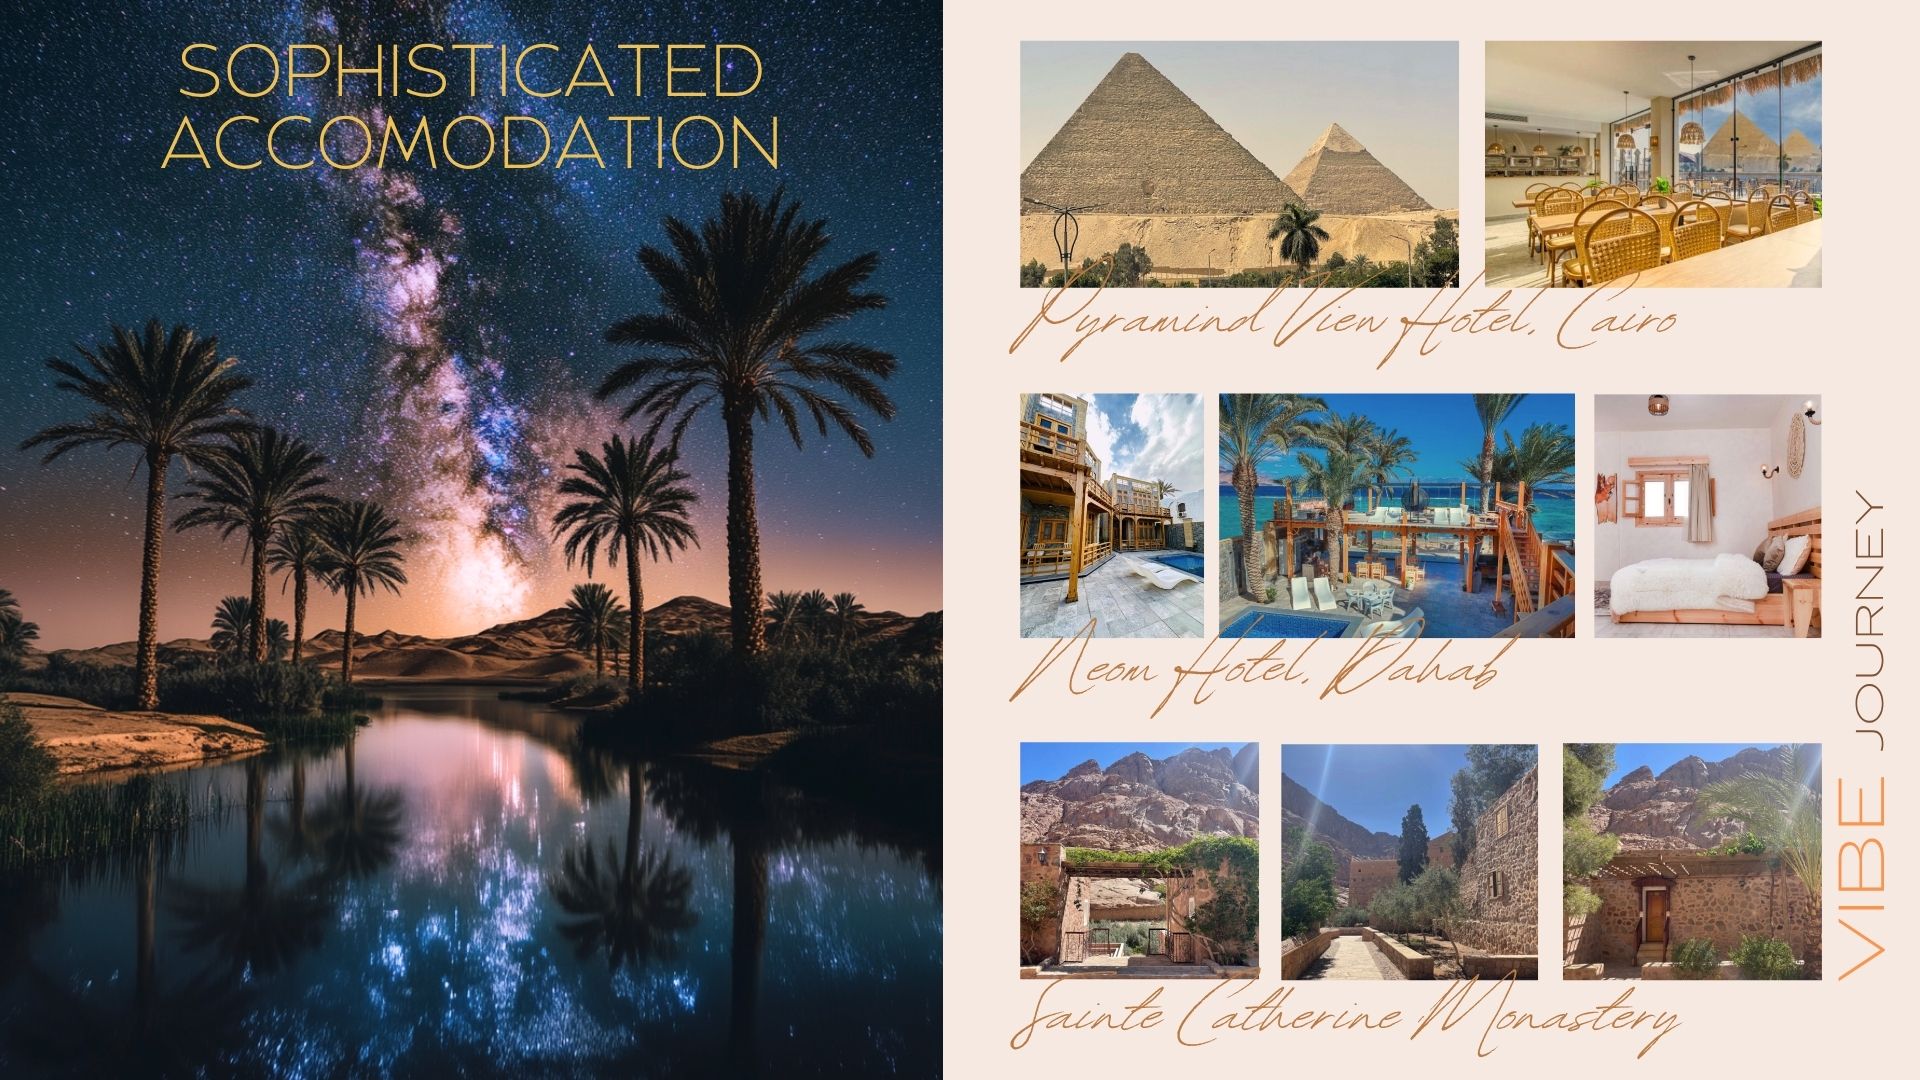 SOPHISTICATED
ACCOMODATION
Pyramind View Hotel, Cairo
Neom Hotel, Dahab
Sainte Catherine Monastery
VIBE JOURNEY